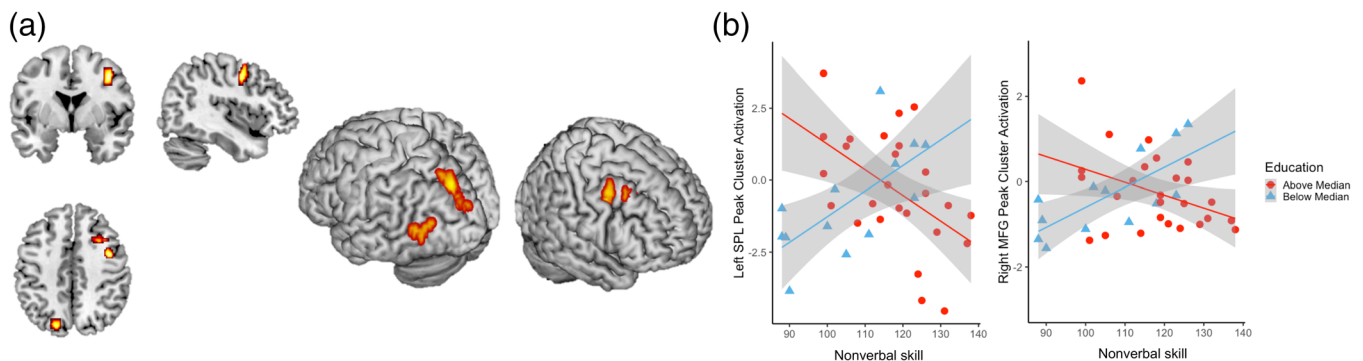 (a)
(b)
Left SPL Peak Cluster Activation
2.5
0.0
-2.5
90 100 110 120 130 140
Nonverbal skill
Right MFG Peak Cluster Activation
2
0
-2
90 100 110 120 130 140
Nonverbal skill
Education
Above Median
Below Median